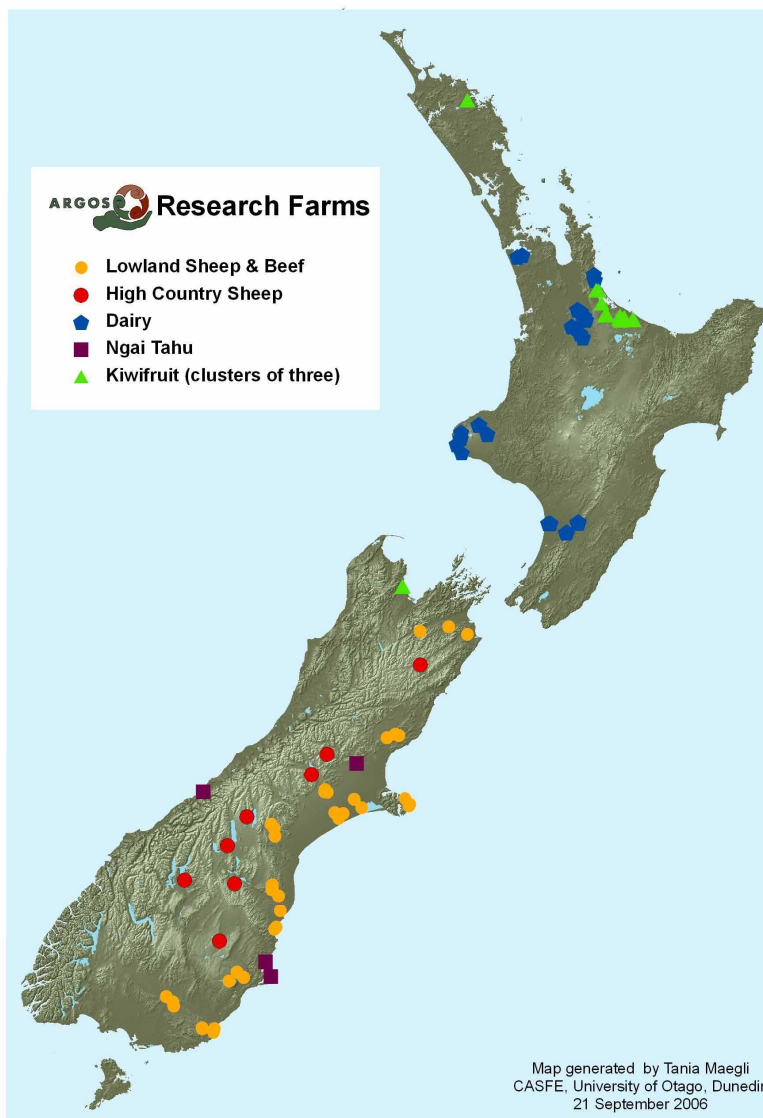 ARGOS Research Farms
Lowland Sheep & Beef
High Country Sheep
Dairy
Ngai Tahu
Kiwifruit (clusters of three)
Map generated by Tania Maegli
CASFE, University of Otago, Dunedin
21 September 2006